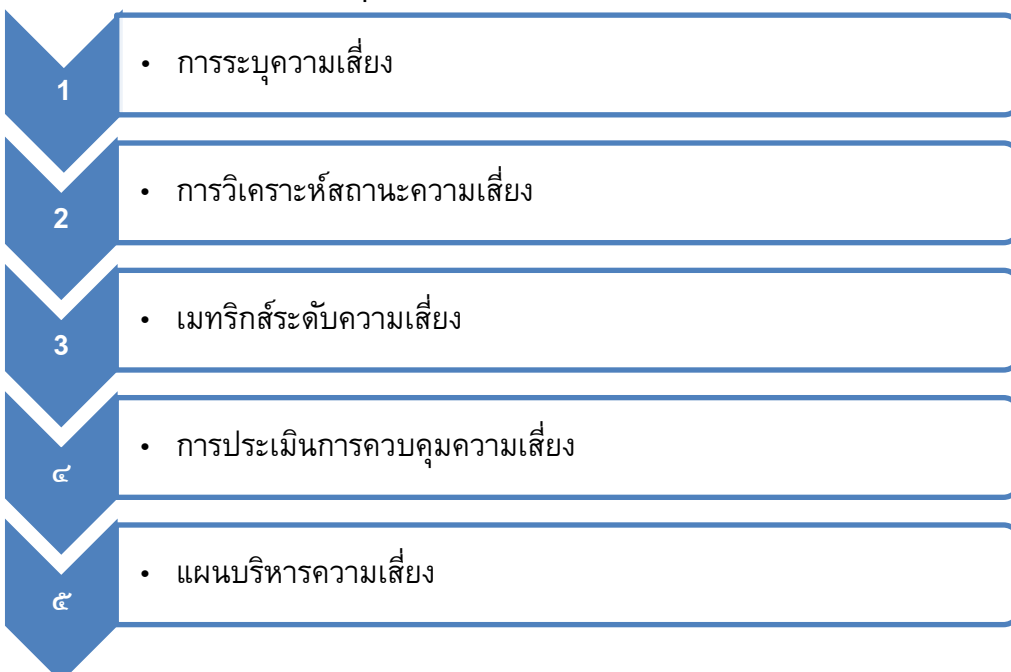 1
• การระบุความเสี่ยง
2
• การวิเคราะห์สถานะความเสี่ยง
3
• เมทริกส์ระดับความเสี่ยง
๔
• การประเมินการควบคุมความเสี่ยง
๕
• แผนบริหารความเสี่ยง